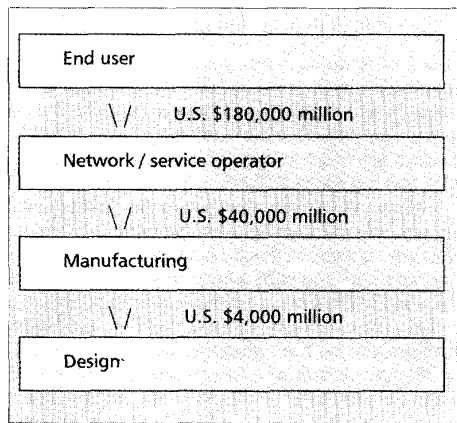 End user
\/ U.S. $180,000 million
Network / service operator
\/ U.S. $40,000 million
Manufacturing
\/ U.S. $4,000 million
Design